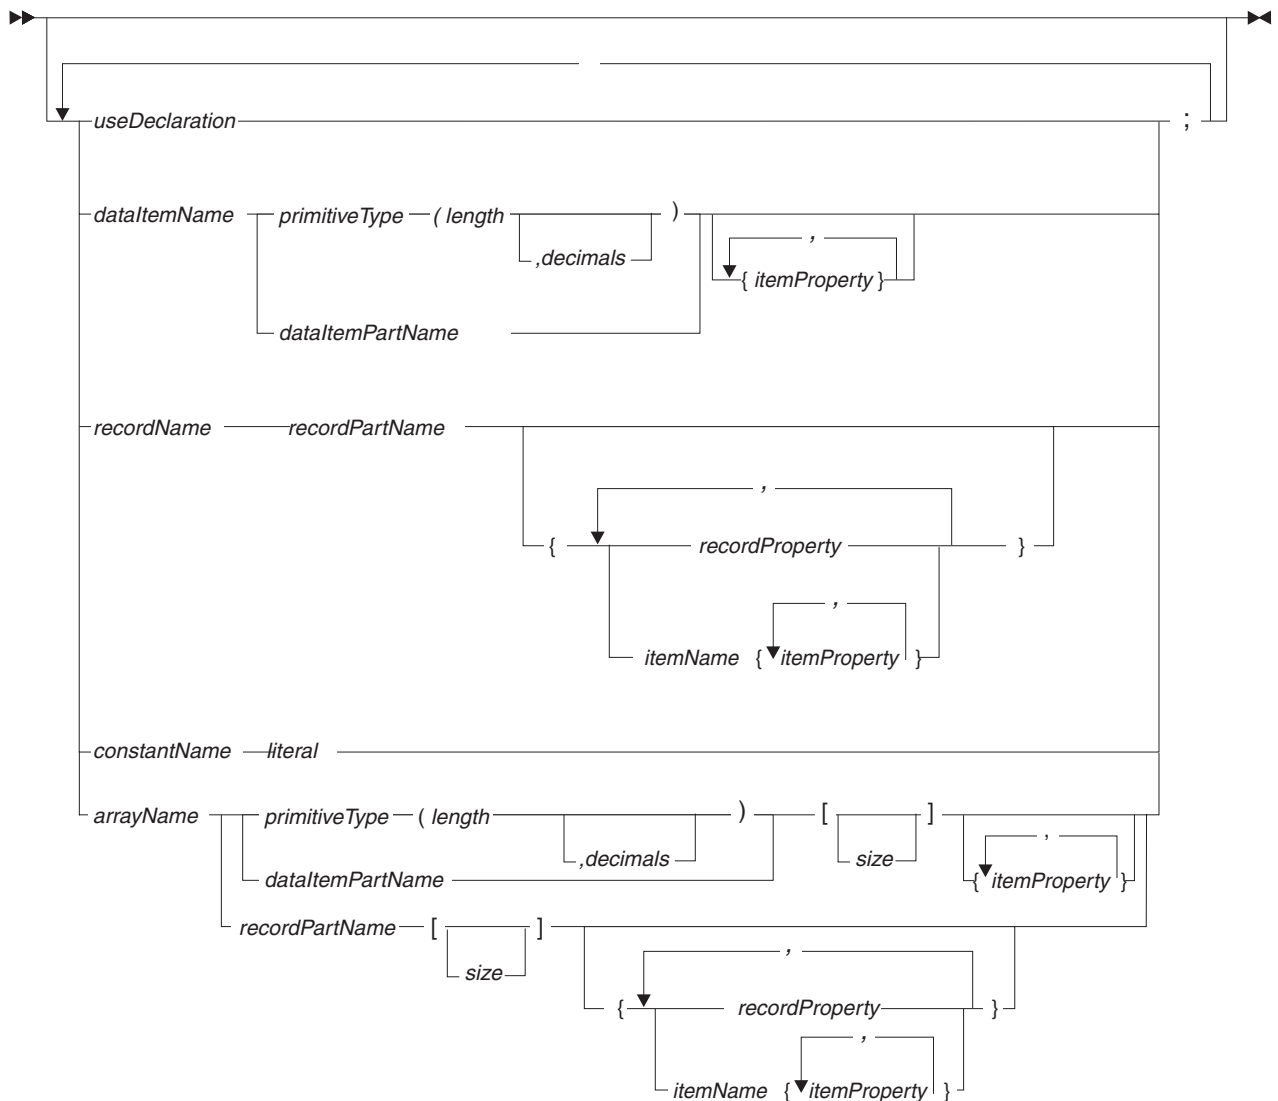 useDeclaration ;
dataItemName primitiveType ( length )
,
,decimals { itemProperty }
dataItemPartName
recordName recordPartName
,
{ recordProperty }
,
itemName { itemProperty }
constantName literal
arrayName primitiveType ( length ) [ ]
,
,decimals size { itemProperty }
dataItemPartName
recordPartName [ ]
,
size
{ recordProperty }
,
itemName { itemProperty }